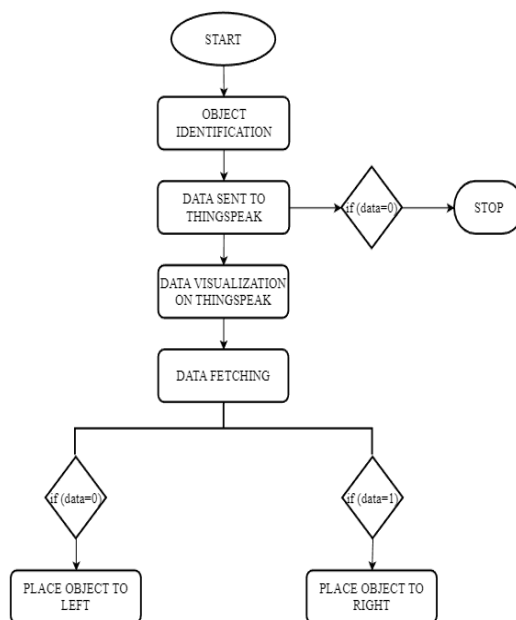 START
OBJECT
IDENTIFICATION
DATA SENT TO
THINGSPEAK
if (data=0)
STOP
DATA VISUALIZATION
ON THINGSPEAK
DATA FETCHING
if (data=0)
if (data=1)
PLACE OBJECT TO
LEFT
PLACE OBJECT TO
RIGHT